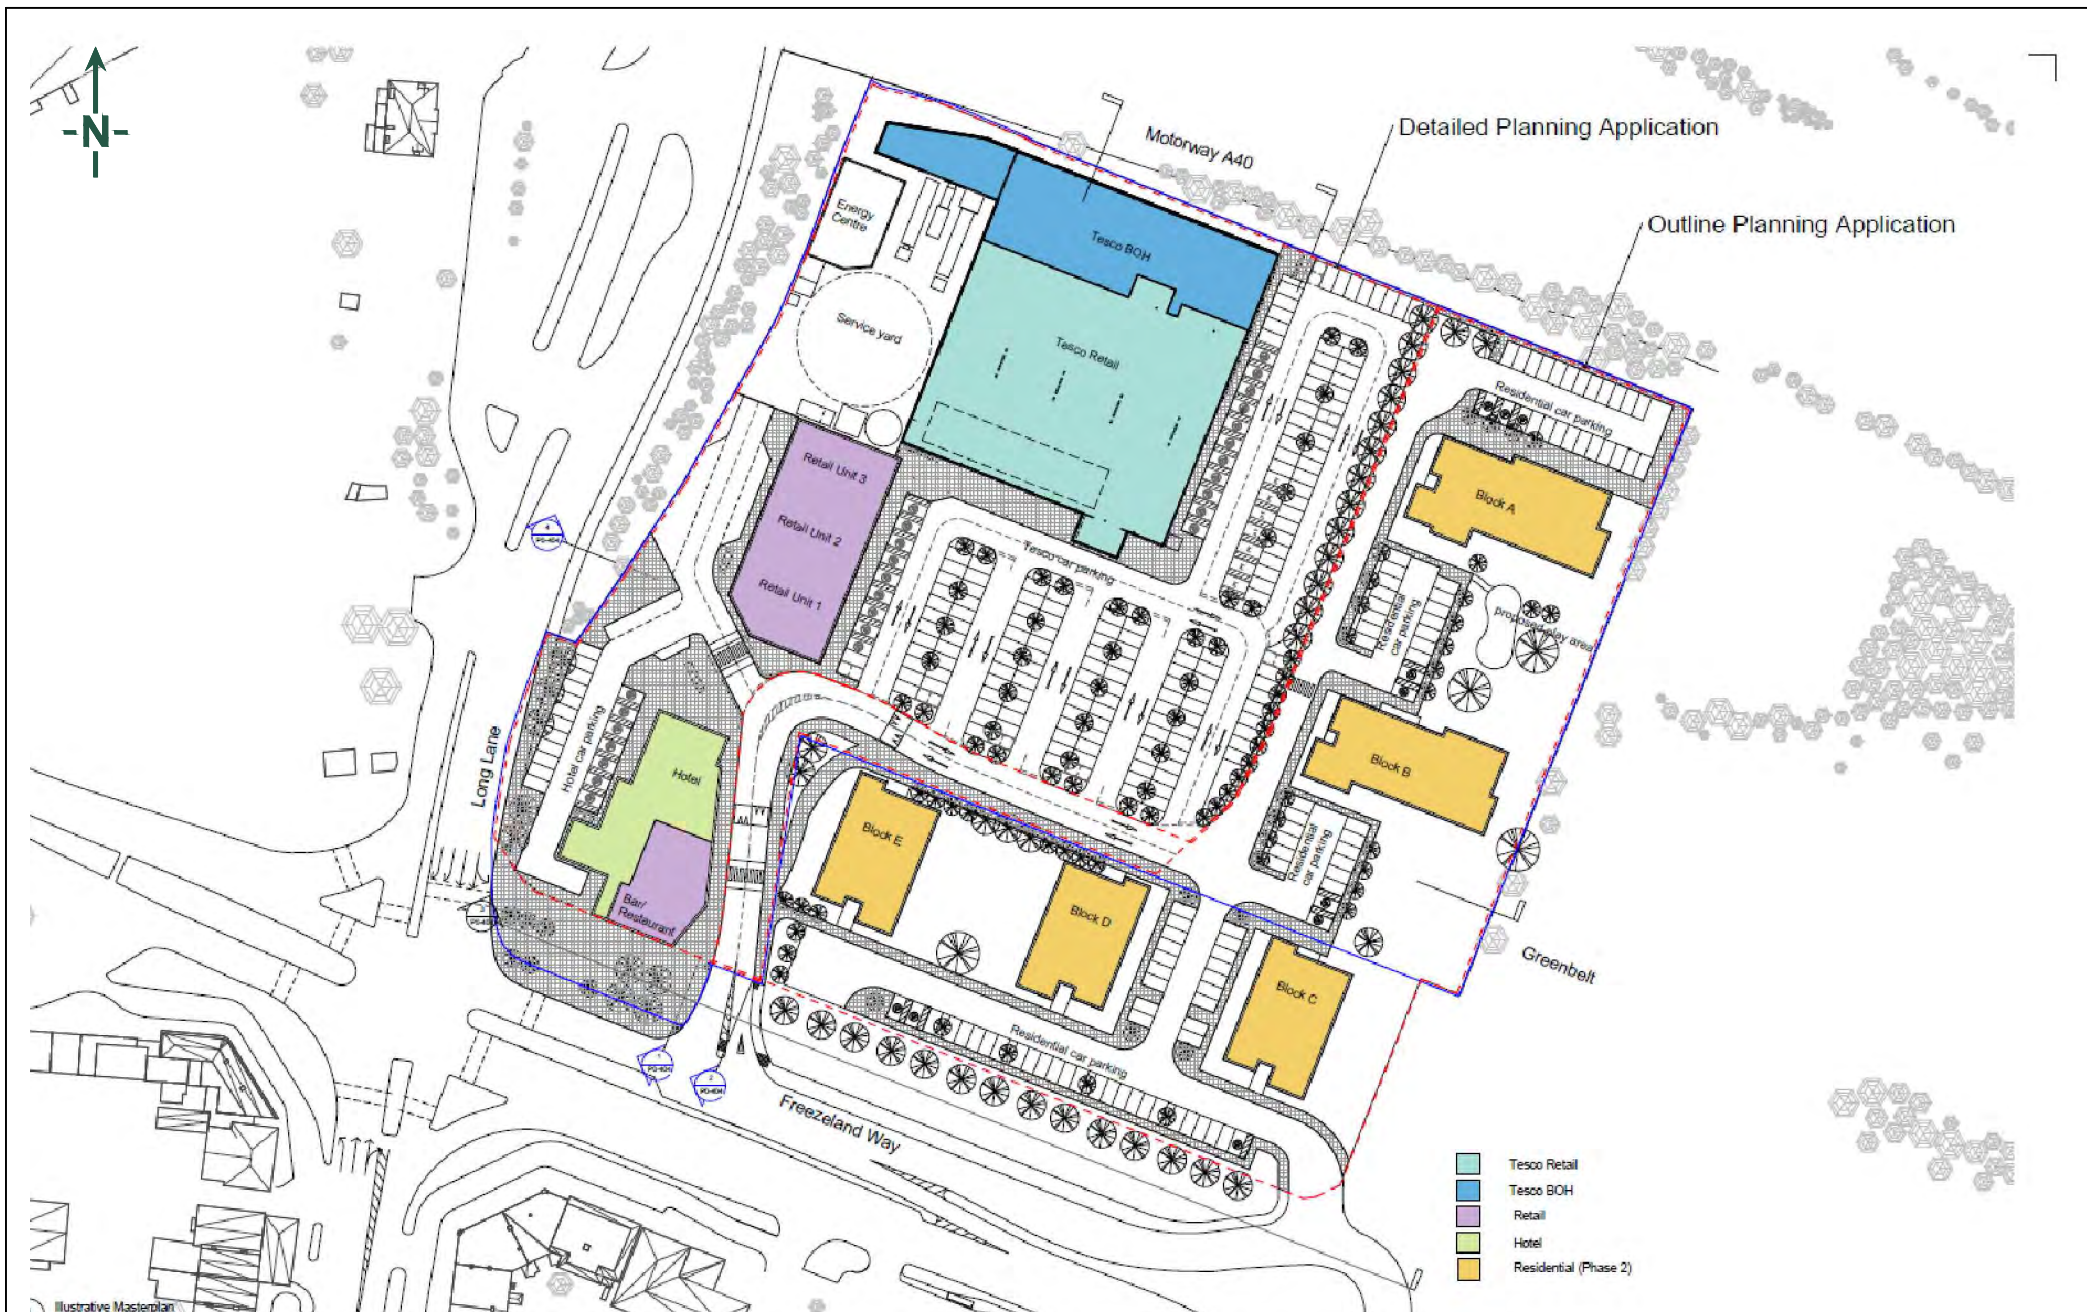 N
Motorway A40
Detailed Planning Application
Outline Planning Application
Energy
Centre
Tesco BOH
Service yard
Tesco Retail
Residential car parking
Retail Unit 3
Retail Unit 2
Retail Unit 1
Block A
Tesco car parking
Residential
car parking
proposed play area
Hotel car parking
Long Lane
Hotel
Block B
Block E
Residential
car parking
Bar/
Restaurant
Block D
Block C
Greenbelt
Residential car parking
Freezeland Way
Tesco Retail
Tesco BOH
Retail
Hotel
Residential (Phase 2)
Illustrative Masterplan